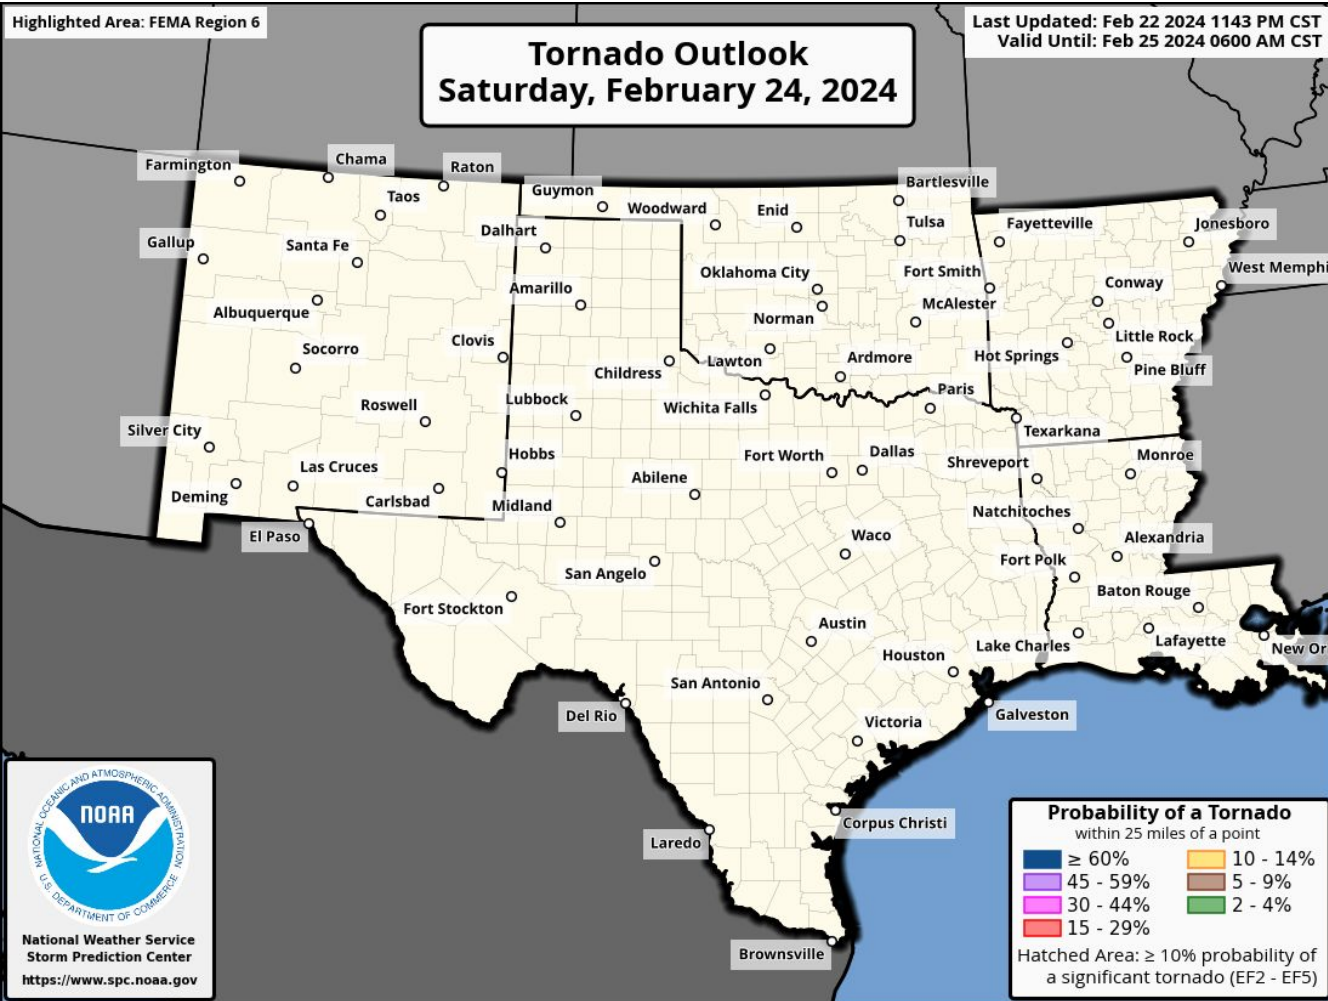 Highlighted Area: FEMA Region 6
Last Updated: Feb 22 2024 1143 PM CST
Valid Until: Feb 25 2024 0600 AM CST
Tornado Outlook
Saturday, February 24, 2024
Farmington
Chama
Raton
Taos
Guymon
Woodward
Enid
Bartlesville
Tulsa
Fayetteville
Jonesboro
Gallup
Santa Fe
Dalhart
Oklahoma City
Fort Smith
West Memphi
Amarillo
Conway
Albuquerque
Norman
McAlester
Socorro
Clovis
Childress
Lawton
Ardmore
Hot Springs
Little Rock
Pine Bluff
Roswell
Lubbock
Wichita Falls
Paris
Silver City
Texarkana
Las Cruces
Hobbs
Abilene
Fort Worth
Dallas
Shreveport
Monroe
Deming
Carlsbad
Midland
Natchitoches
El Paso
Waco
Alexandria
San Angelo
Fort Polk
Fort Stockton
Baton Rouge
Austin
Lake Charles
Lafayette
New Or
Houston
San Antonio
Del Rio
Victoria
Galveston
Corpus Christi
Laredo
Brownsville
NATIONAL OCEANIC AND ATMOSPHERIC ADMINISTRATION
NOAA
U.S. DEPARTMENT OF COMMERCE
National Weather Service
Storm Prediction Center
https://www.spc.noaa.gov
Probability of a Tornado
within 25 miles of a point
≥ 60%
10 - 14%
45 - 59%
5 - 9%
30 - 44%
2 - 4%
15 - 29%
Hatched Area: ≥ 10% probability of
a significant tornado (EF2 - EF5)